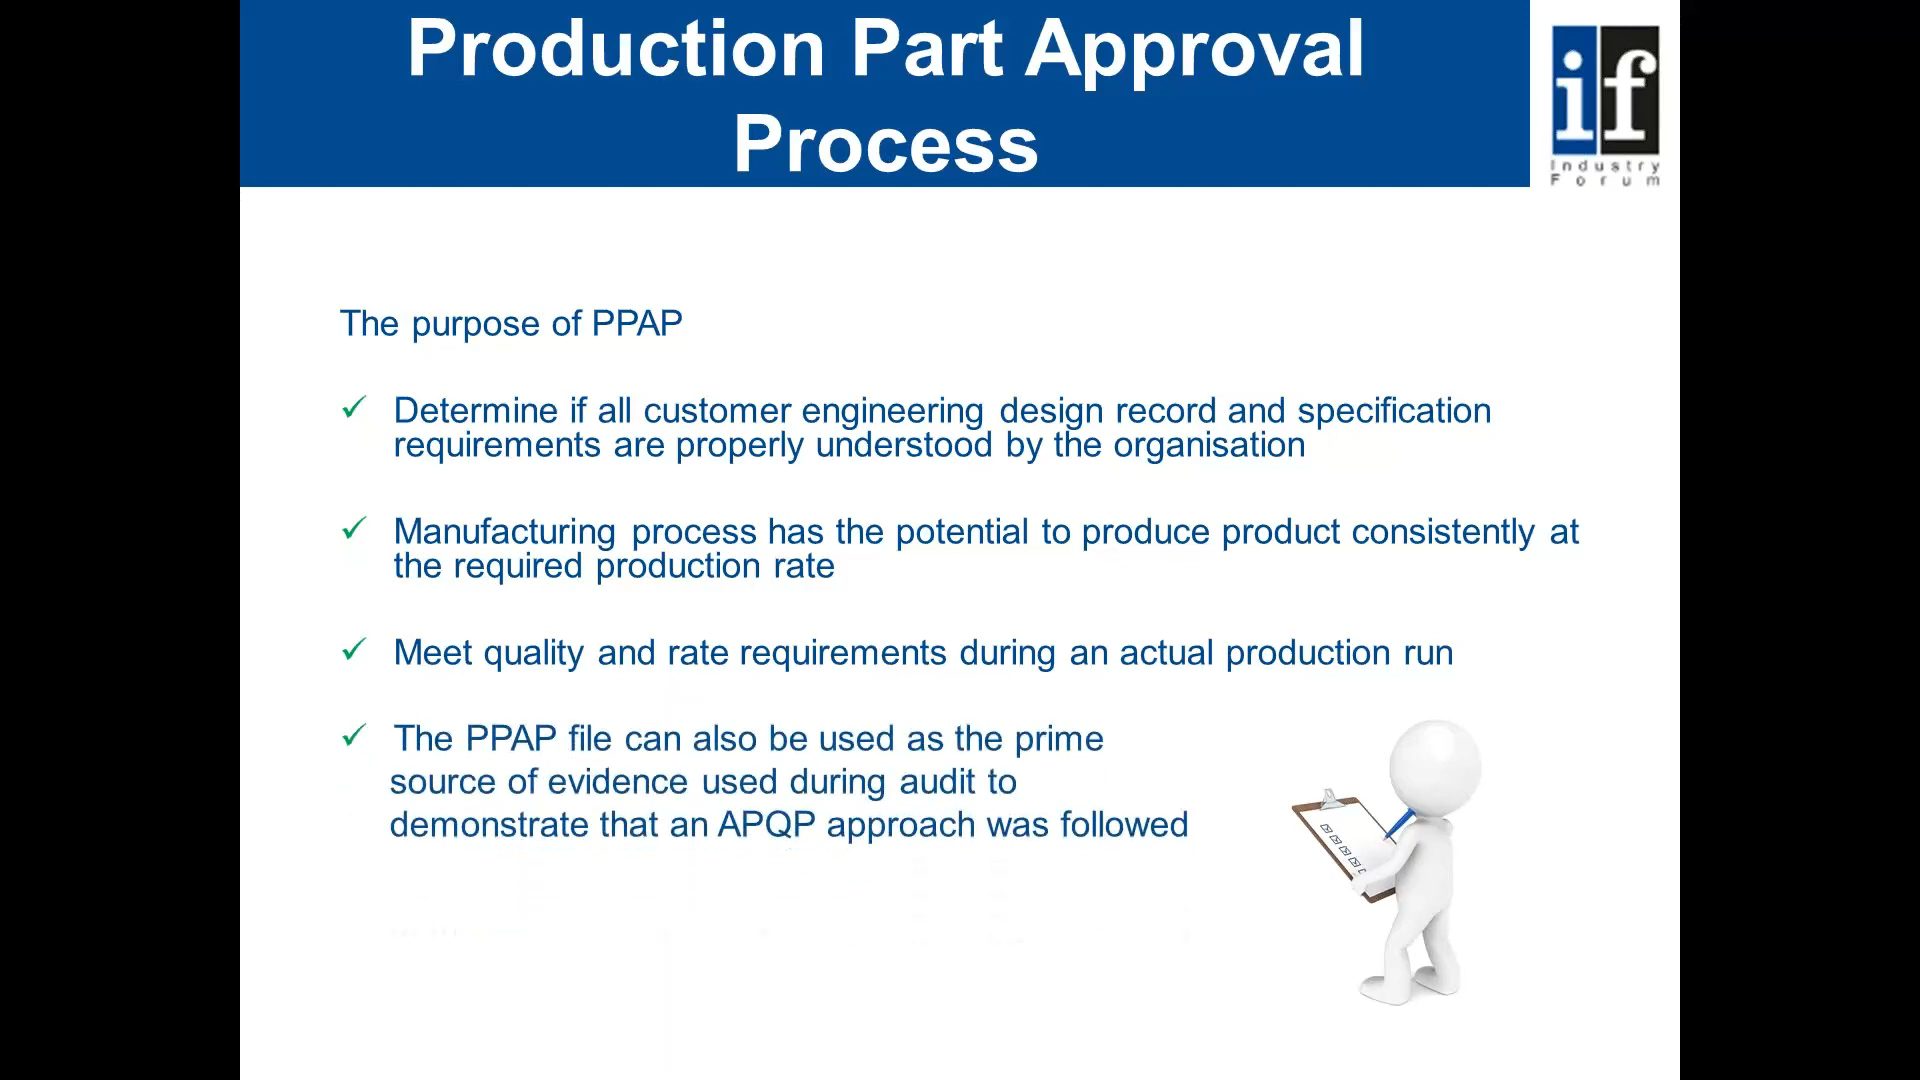 Production Part Approval
Process
if
Industry
Forum
The purpose of PPAP
✓ Determine if all customer engineering design record and specification
requirements are properly understood by the organisation
✓ Manufacturing process has the potential to produce product consistently at
the required production rate
✓ Meet quality and rate requirements during an actual production run
✓ The PPAP file can also be used as the prime
source of evidence used during audit to
demonstrate that an APQP approach was followed